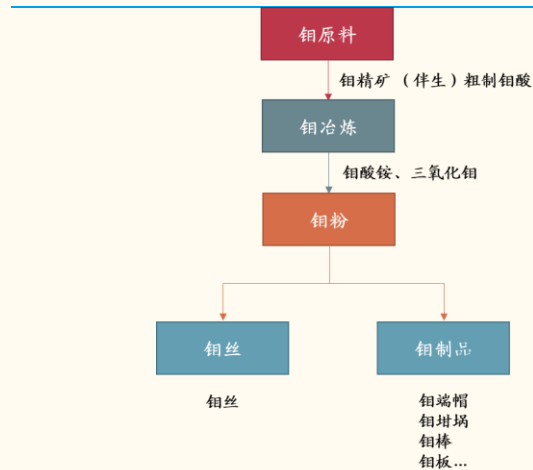 钼原料
钼精矿（伴生）粗制钼酸
钼冶炼
钼酸铵、三氧化钼
钼粉
钼丝
钼制品
钼丝
钼端帽
钼坩埚
钼棒
钼板...